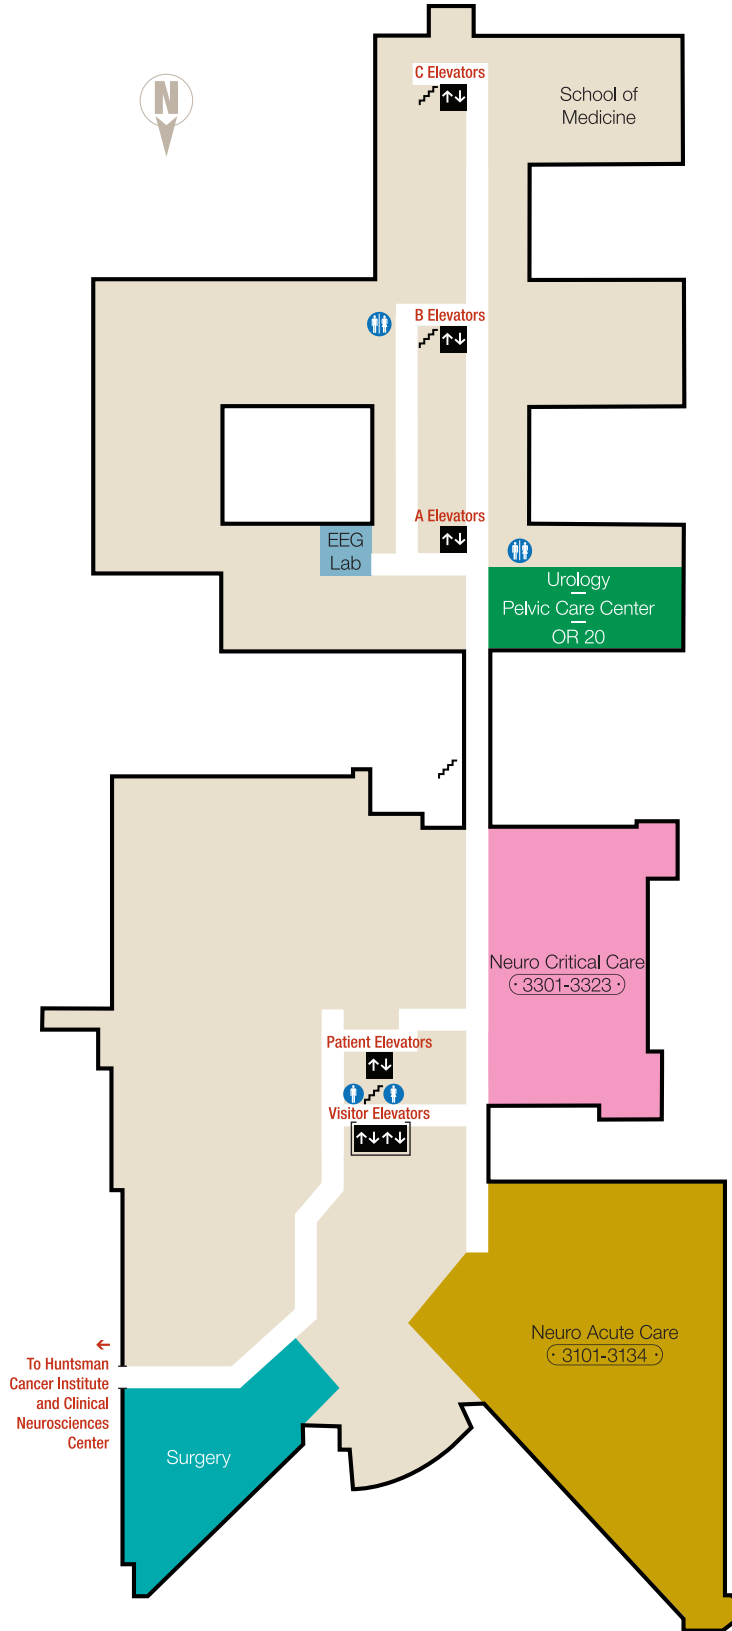 N
C Elevators
School of
Medicine
B Elevators
A Elevators
EEG
Lab
Urology
Pelvic Care Center
OR 20
Neuro Critical Care
· 3301-3323 ·
Patient Elevators
Visitor Elevators
Neuro Acute Care
· 3101-3134 ·
To Huntsman
Cancer Institute
and Clinical
Neurosciences
Center
Surgery